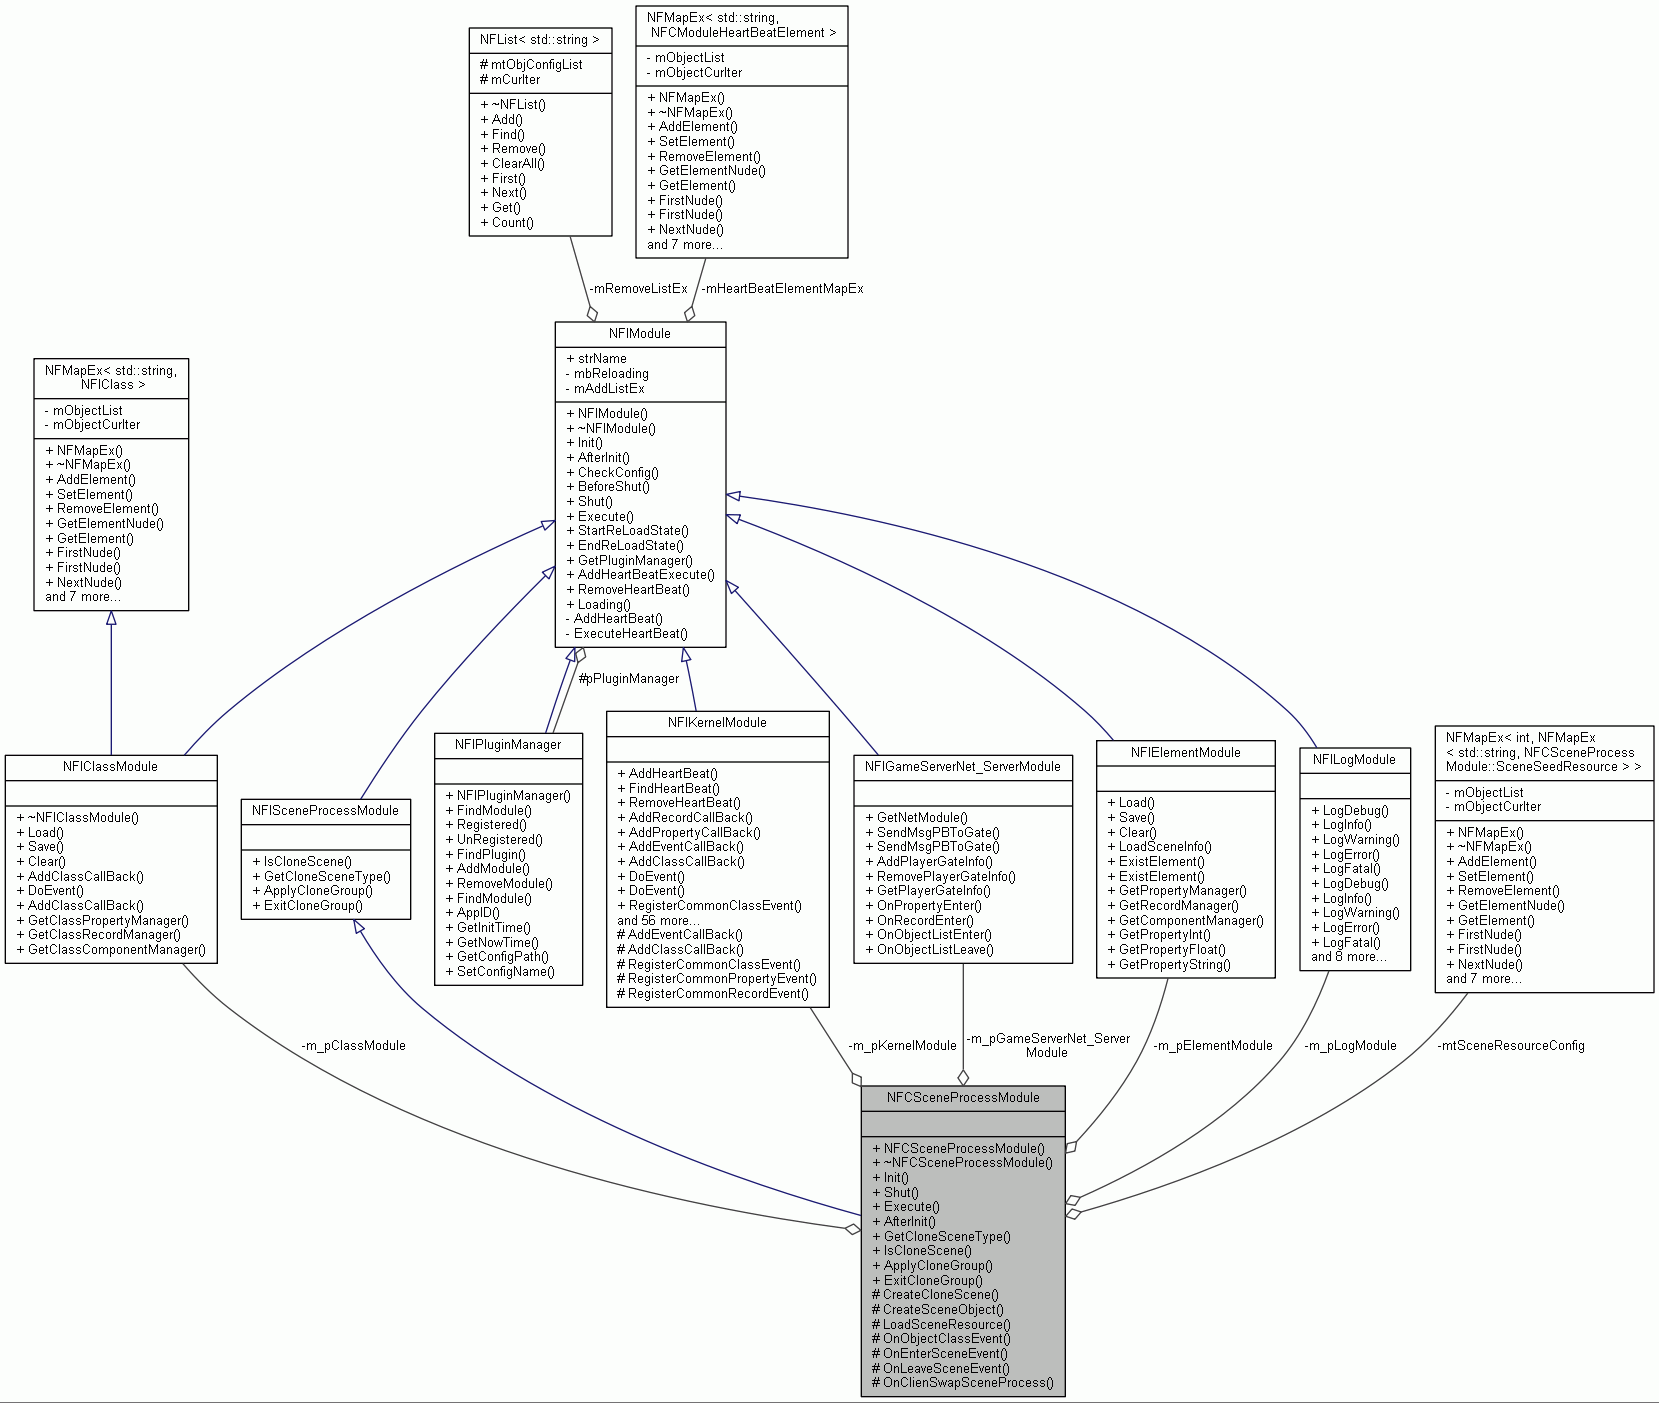 NFList< std::string >
# mtObjConfigList
# mCurIter
+ ~NFList()
+ Add()
+ Find()
+ Remove()
+ ClearAll()
+ First()
+ Next()
+ Get()
+ Count()
NFMapEx< std::string,
NFCModuleHeartBeatElement >
- mObjectList
- mObjectCurIter
+ NFMapEx()
+ ~NFMapEx()
+ AddElement()
+ SetElement()
+ RemoveElement()
+ GetElementNude()
+ GetElement()
+ FirstNude()
+ FirstNude()
+ NextNude()
and 7 more...
-mRemoveListEx
-mHeartBeatElementMapEx
NFIModule
+ strName
- mbReloading
- mAddListEx
+ NFIModule()
+ ~NFIModule()
+ Init()
+ AfterInit()
+ CheckConfig()
+ BeforeShut()
+ Shut()
+ Execute()
+ StartReLoadState()
+ EndReLoadState()
+ GetPluginManager()
+ AddHeartBeatExecute()
+ RemoveHeartBeat()
+ Loading()
- AddHeartBeat()
- ExecuteHeartBeat()
NFMapEx< std::string,
NFIClass >
- mObjectList
- mObjectCurIter
+ NFMapEx()
+ ~NFMapEx()
+ AddElement()
+ SetElement()
+ RemoveElement()
+ GetElementNude()
+ GetElement()
+ FirstNude()
+ FirstNude()
+ NextNude()
and 7 more...
#pPluginManager
NFIClassModule
+ ~NFIClassModule()
+ Load()
+ Save()
+ Clear()
+ AddClassCallBack()
+ DoEvent()
+ AddClassCallBack()
+ GetClassPropertyManager()
+ GetClassRecordManager()
+ GetClassComponentManager()
NFISceneProcessModule
+ IsCloneScene()
+ GetCloneSceneType()
+ ApplyCloneGroup()
+ ExitCloneGroup()
NFIPluginManager
+ NFIPluginManager()
+ FindModule()
+ Registered()
+ UnRegistered()
+ FindPlugin()
+ AddModule()
+ RemoveModule()
+ FindModule()
+ AppID()
+ GetInitTime()
+ GetNowTime()
+ GetConfigPath()
+ SetConfigName()
NFIKernelModule
+ AddHeartBeat()
+ FindHeartBeat()
+ RemoveHeartBeat()
+ AddRecordCallBack()
+ AddPropertyCallBack()
+ AddEventCallBack()
+ AddClassCallBack()
+ DoEvent()
+ DoEvent()
+ RegisterCommonClassEvent()
and 56 more...
# AddEventCallBack()
# AddClassCallBack()
# RegisterCommonClassEvent()
# RegisterCommonPropertyEvent()
# RegisterCommonRecordEvent()
NFIGameServerNet_ServerModule
+ GetNetModule()
+ SendMsgPBToGate()
+ SendMsgPBToGate()
+ AddPlayerGateInfo()
+ RemovePlayerGateInfo()
+ GetPlayerGateInfo()
+ OnPropertyEnter()
+ OnRecordEnter()
+ OnObjectListEnter()
+ OnObjectListLeave()
NFIElementModule
+ Load()
+ Save()
+ Clear()
+ LoadSceneInfo()
+ ExistElement()
+ ExistElement()
+ GetPropertyManager()
+ GetRecordManager()
+ GetComponentManager()
+ GetPropertyInt()
+ GetPropertyFloat()
+ GetPropertyString()
NFILogModule
+ LogDebug()
+ LogInfo()
+ LogWarning()
+ LogError()
+ LogFatal()
+ LogDebug()
+ LogInfo()
+ LogWarning()
+ LogError()
+ LogFatal()
and 8 more...
NFMapEx< int, NFMapEx
< std::string, NFCSceneProcess
Module::SceneSeedResource > >
- mObjectList
- mObjectCurIter
+ NFMapEx()
+ ~NFMapEx()
+ AddElement()
+ SetElement()
+ RemoveElement()
+ GetElementNude()
+ GetElement()
+ FirstNude()
+ FirstNude()
+ NextNude()
and 7 more...
-m_pClassModule
-m_pKernelModule
-m_pGameServerNet_Server
Module
-m_pElementModule
-m_pLogModule
-mtSceneResourceConfig
NFCSceneProcessModule
+ NFCSceneProcessModule()
+ ~NFCSceneProcessModule()
+ Init()
+ Shut()
+ Execute()
+ AfterInit()
+ GetCloneSceneType()
+ IsCloneScene()
+ ApplyCloneGroup()
+ ExitCloneGroup()
# CreateCloneScene()
# CreateSceneObject()
# LoadSceneResource()
# OnObjectClassEvent()
# OnEnterSceneEvent()
# OnLeaveSceneEvent()
# OnClienSwapSceneProcess()